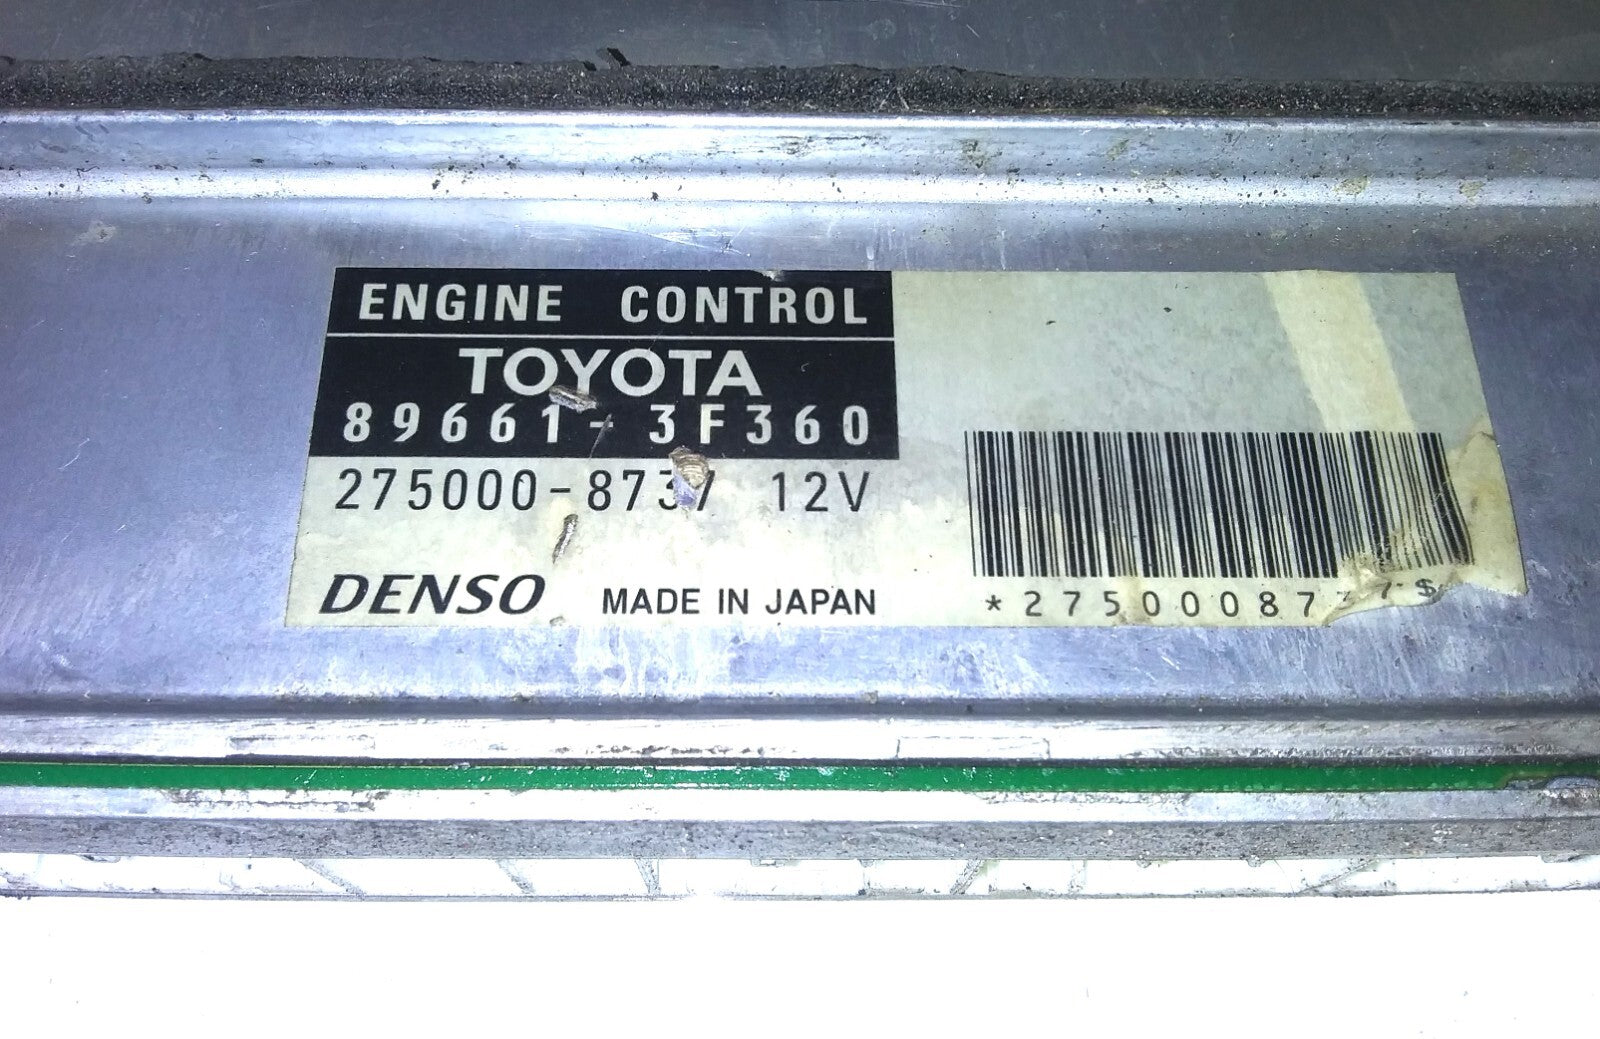 ENGINE CONTROL
TOYOTA
89661-3F360
275000-8737 12V
DENSO MADE IN JAPAN